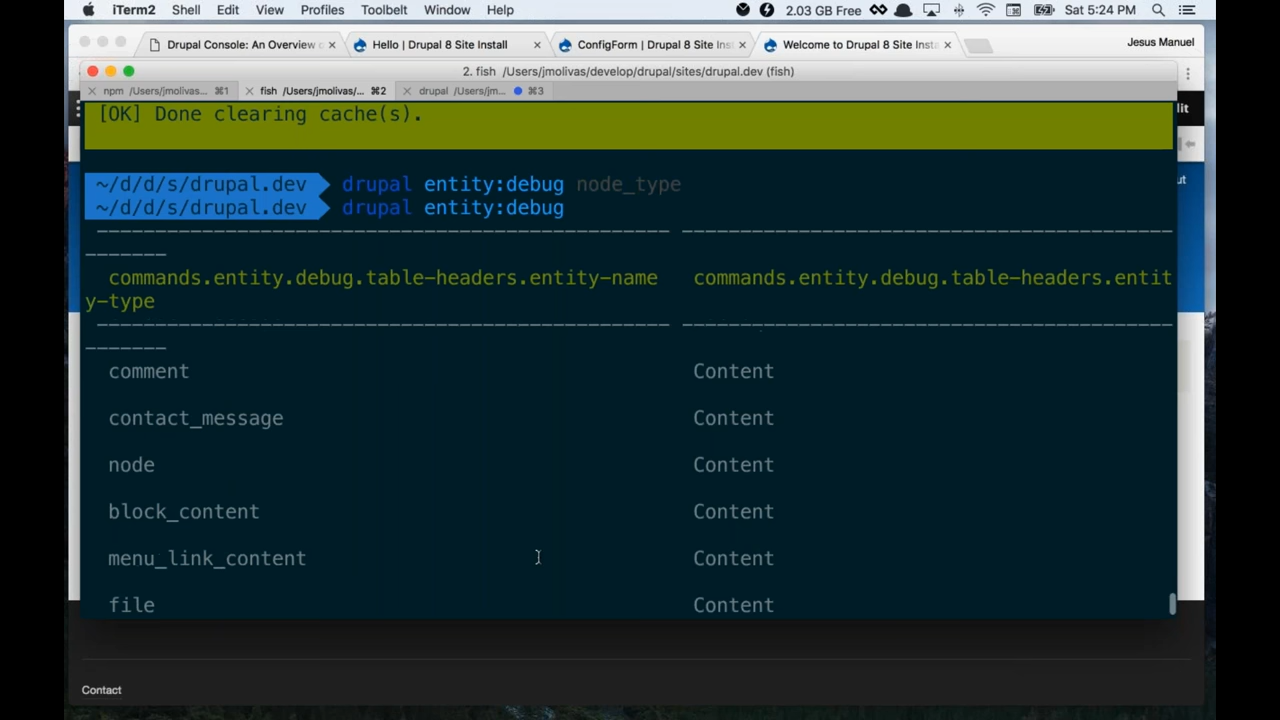 iTerm2 Shell Edit View Profiles Toolbelt Window Help 2.03 GB Free Sat 5:24 PM
Drupal Console: An Overview Hello | Drupal 8 Site Install ConfigForm | Drupal 8 Site Ins Welcome to Drupal 8 Site Insta Jesus Manuel
2. fish /Users/jmolivas/develop/drupal/sites/drupal.dev (fish)
npm /Users/jmolivas... ⌘1 fish /Users/jmolivas/... ⌘2 drupal /Users/jm... ⌘3
[OK] Done clearing cache(s).
~/d/d/s/drupal.dev drupal entity:debug node_type
~/d/d/s/drupal.dev drupal entity:debug
commands.entity.debug.table-headers.entity-name commands.entity.debug.table-headers.entit
y-type
comment Content
contact_message Content
node Content
block_content Content
menu_link_content Content
file Content
Contact